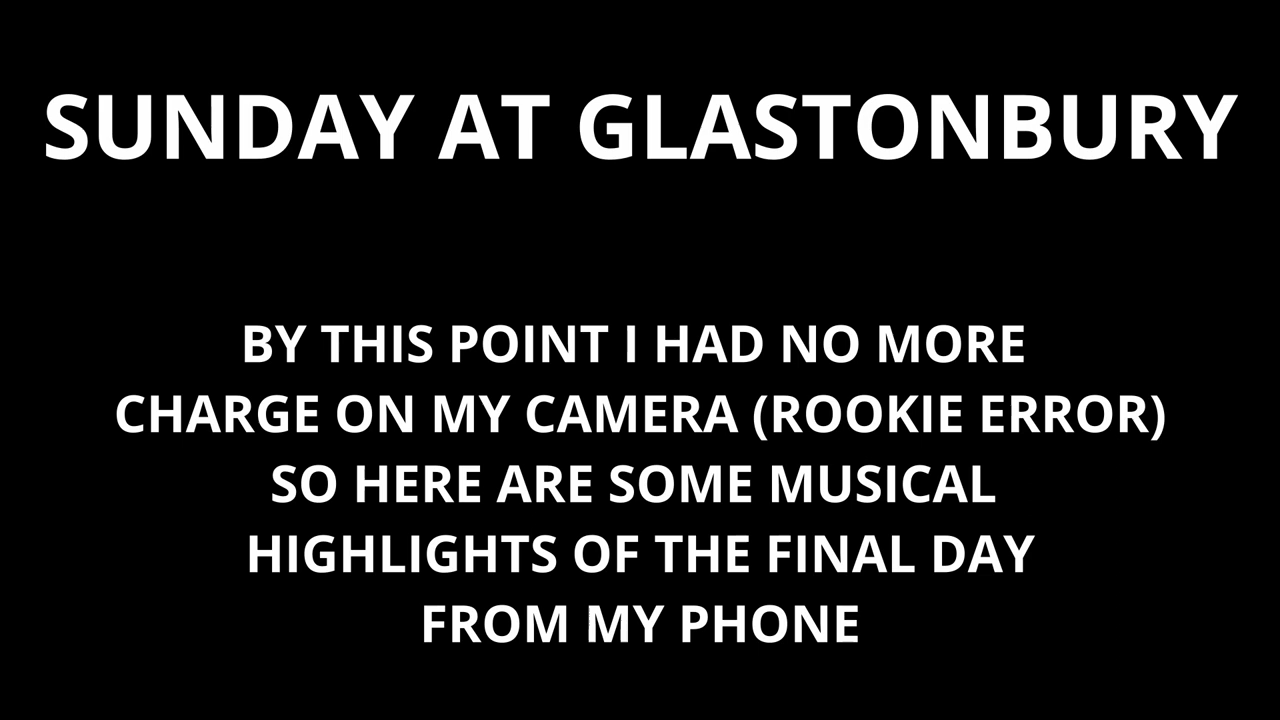 SUNDAY AT GLASTONBURY
BY THIS POINT I HAD NO MORE
CHARGE ON MY CAMERA (ROOKIE ERROR)
SO HERE ARE SOME MUSICAL
HIGHLIGHTS OF THE FINAL DAY
FROM MY PHONE